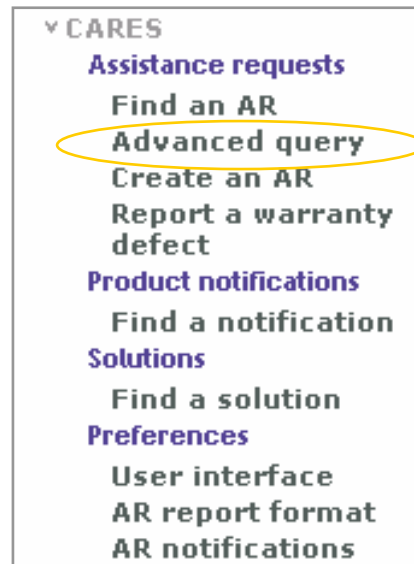 CARES
Assistance requests
Find an AR
Advanced query
Create an AR
Report a warranty
defect
Product notifications
Find a notification
Solutions
Find a solution
Preferences
User interface
AR report format
AR notifications